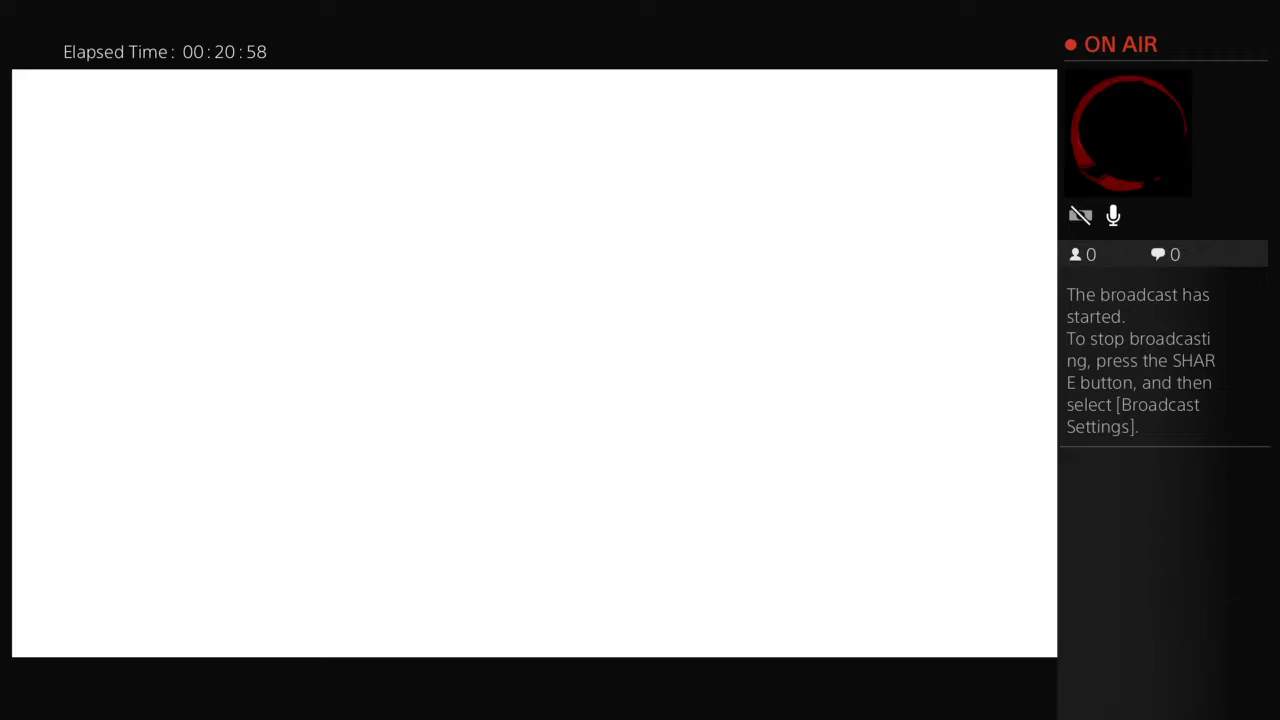 Elapsed Time: 00:20:58
ON AIR
0 0
The broadcast has
started.
To stop broadcasti
ng, press the SHAR
E button, and then
select [Broadcast
Settings].